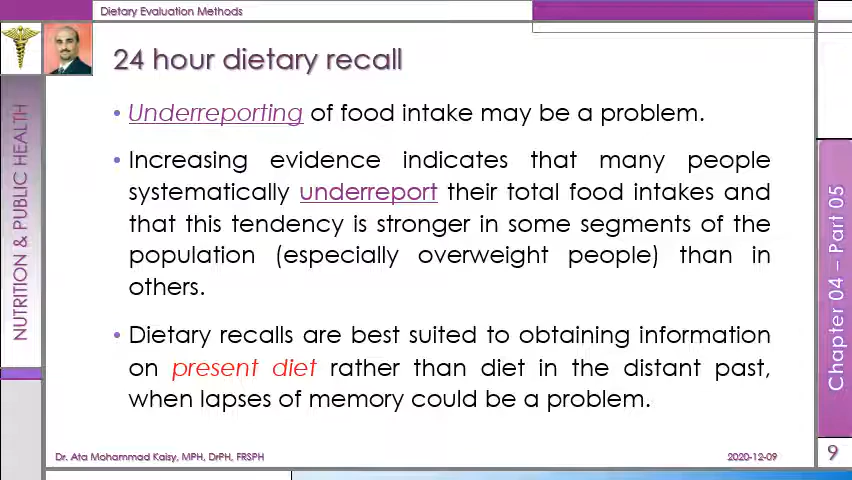 Dietary Evaluation Methods
24 hour dietary recall
• Underreporting of food intake may be a problem.
• Increasing evidence indicates that many people
systematically underreport their total food intakes and
that this tendency is stronger in some segments of the
population (especially overweight people) than in
others.
• Dietary recalls are best suited to obtaining information
on present diet rather than diet in the distant past,
when lapses of memory could be a problem.
NUTRITION & PUBLIC HEALTH
Chapter 04 – Part 05
Dr. Ata Mohammad Kaisy, MPH, DrPH, FRSPH
2020-12-09
9